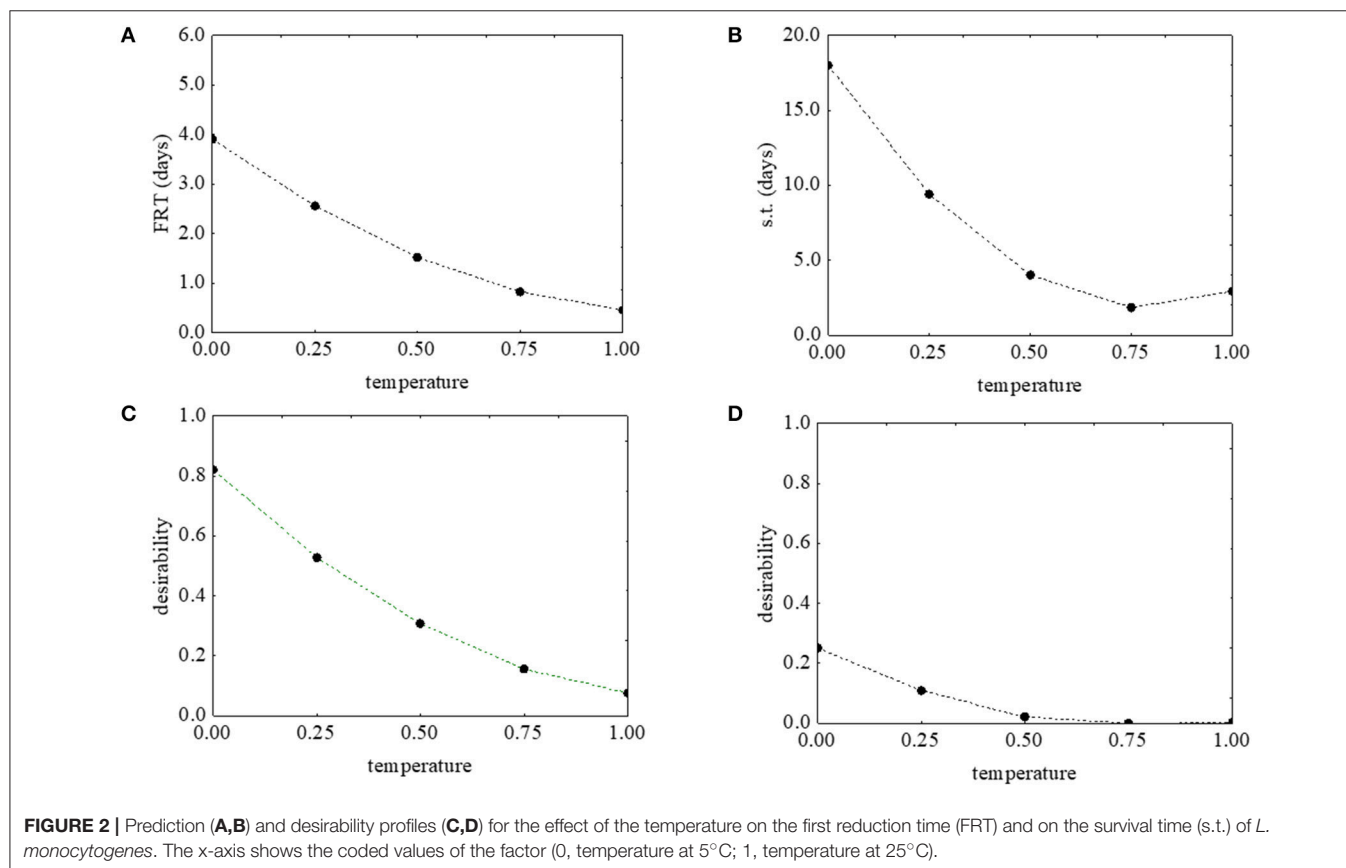 A
6.0
5.0
4.0
3.0
2.0
1.0
0.0
FRT (days)
0.00 0.25 0.50 0.75 1.00
temperature
B
20.0
15.0
10.0
5.0
0.0
s.t. (days)
0.00 0.25 0.50 0.75 1.00
temperature
C
1.0
0.8
0.6
0.4
0.2
0.0
desirability
0.00 0.25 0.50 0.75 1.00
temperature
D
1.0
0.8
0.6
0.4
0.2
0.0
desirability
0.00 0.25 0.50 0.75 1.00
temperature
FIGURE 2 | Prediction (A,B) and desirability profiles (C,D) for the effect of the temperature on the first reduction time (FRT) and on the survival time (s.t.) of L.
monocytogenes. The x-axis shows the coded values of the factor (0, temperature at 5°C; 1, temperature at 25°C).